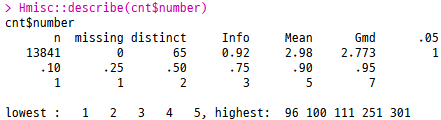 > Hmisc::describe(cnt$number)
cnt$number
n missing distinct Info Mean Gmd .05
13841 0 65 0.92 2.98 2.773 1
.10 .25 .50 .75 .90 .95
1 1 2 3 5 7
lowest : 1 2 3 4 5, highest: 96 100 111 251 301